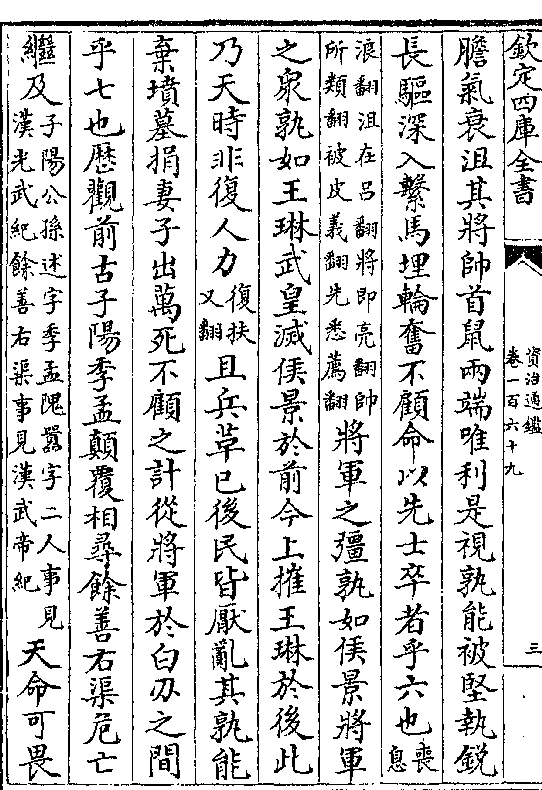 欽定四庫全書
資治通鑑
卷一百六十九
三
膽氣衰沮其將帥首鼠兩端唯利是視孰能被堅執銳
長驅深入繫馬埋輪奮不顧命以先士卒者乎六也喪息
浪翻沮在呂翻將即亮翻帥所類翻被皮義翻先悉薦翻將軍之彊孰如侯景將軍
之衆孰如王琳武皇滅侯景於前今上摧王琳於後此
乃天時非復人力復扶又翻且兵革已後民皆厭亂其孰能
棄墳墓捐妻子出萬死不顧之計從將軍於白刃之間
乎七也歷觀前古子陽季孟顛覆相尋餘善右渠危亡
繼及子陽公孫述字季孟隗囂字二人事見漢光武紀餘善右渠事見漢武帝紀天命可畏